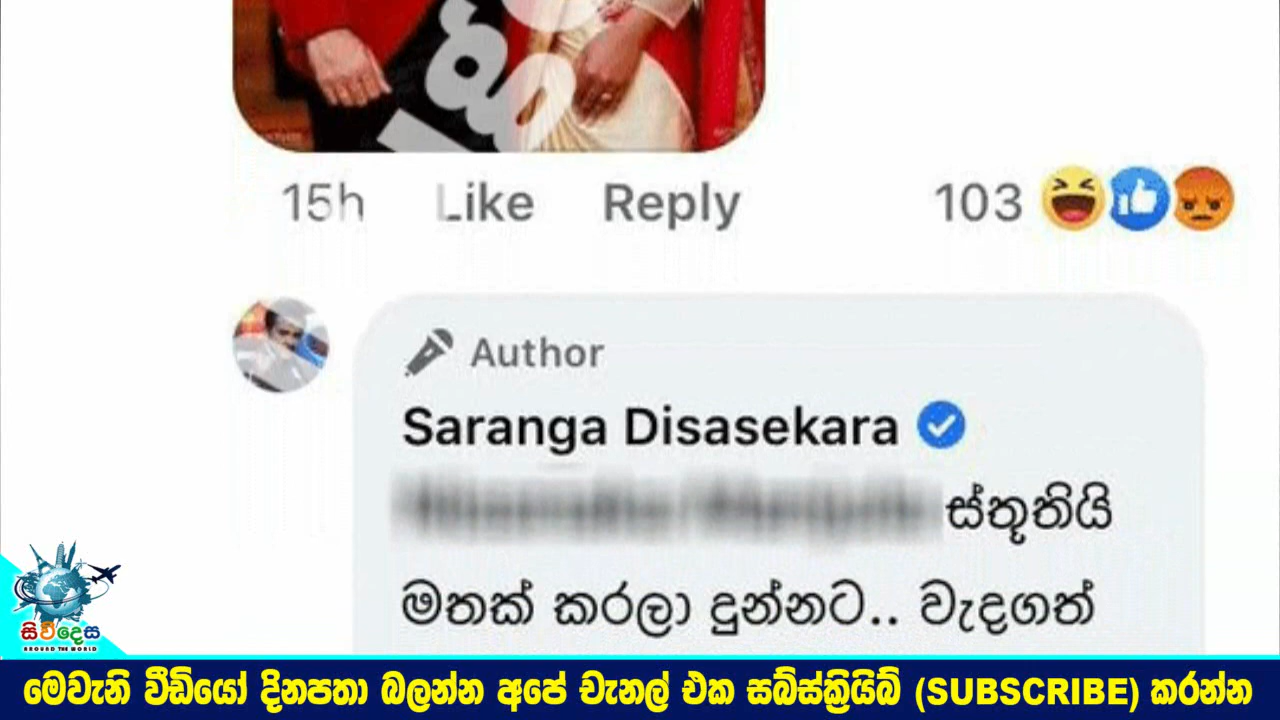 15h Like Reply 103
Author
Saranga Disasekara
ස්තූතියි
මතක් කරලා දුන්නට.. වැදගත්
සිව්දෙස
AROUND THE WORLD
මෙවැනි වීඩියෝ දිනපතා බලන්න අපේ චැනල් එක සබ්ස්ක්‍රයිබ් (SUBSCRIBE) කරන්න